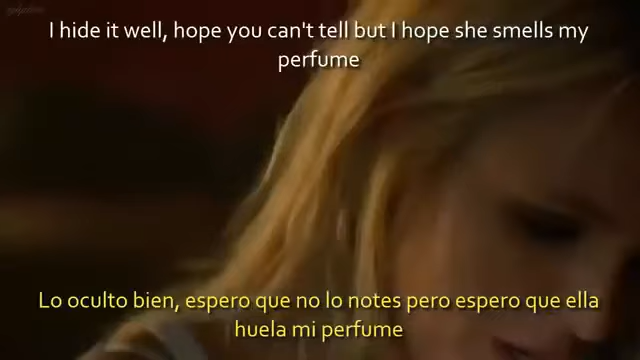 I hide it well, hope you can't tell but I hope she smells my
perfume
Lo oculto bien, espero que no lo notes pero espero que ella
huela mi perfume